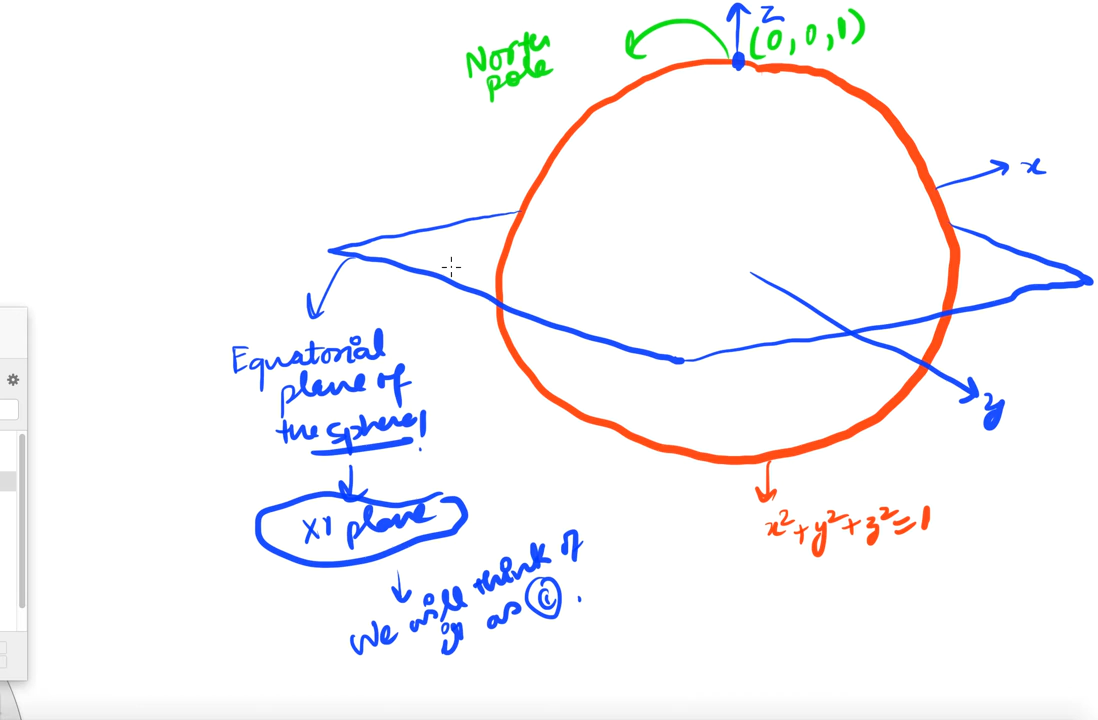 z
(0, 0, 1)
North
pole
x
Equatorial
plane of
the sphere!
y
XY plane
x²+y²+z²=1
We will think of
it as ℂ.